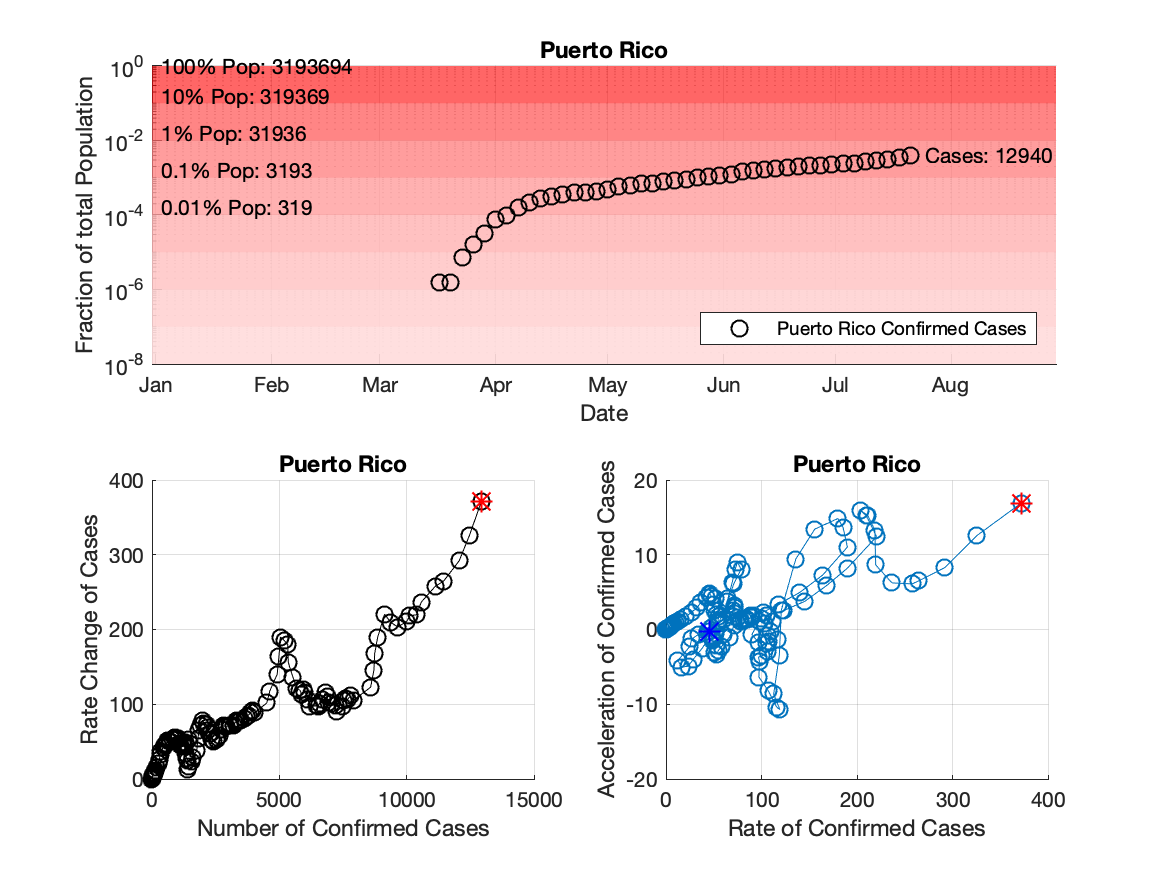 Puerto Rico
Fraction of total Population
10^0
10^-2
10^-4
10^-6
10^-8
100% Pop: 3193694
10% Pop: 319369
1% Pop: 31936
0.1% Pop: 3193
0.01% Pop: 319
Cases: 12940
Puerto Rico Confirmed Cases
Jan Feb Mar Apr May Jun Jul Aug
Date
Puerto Rico
Rate Change of Cases
400
300
200
100
0
0 5000 10000 15000
Number of Confirmed Cases
Puerto Rico
Acceleration of Confirmed Cases
20
10
0
-10
-20
0 100 200 300 400
Rate of Confirmed Cases